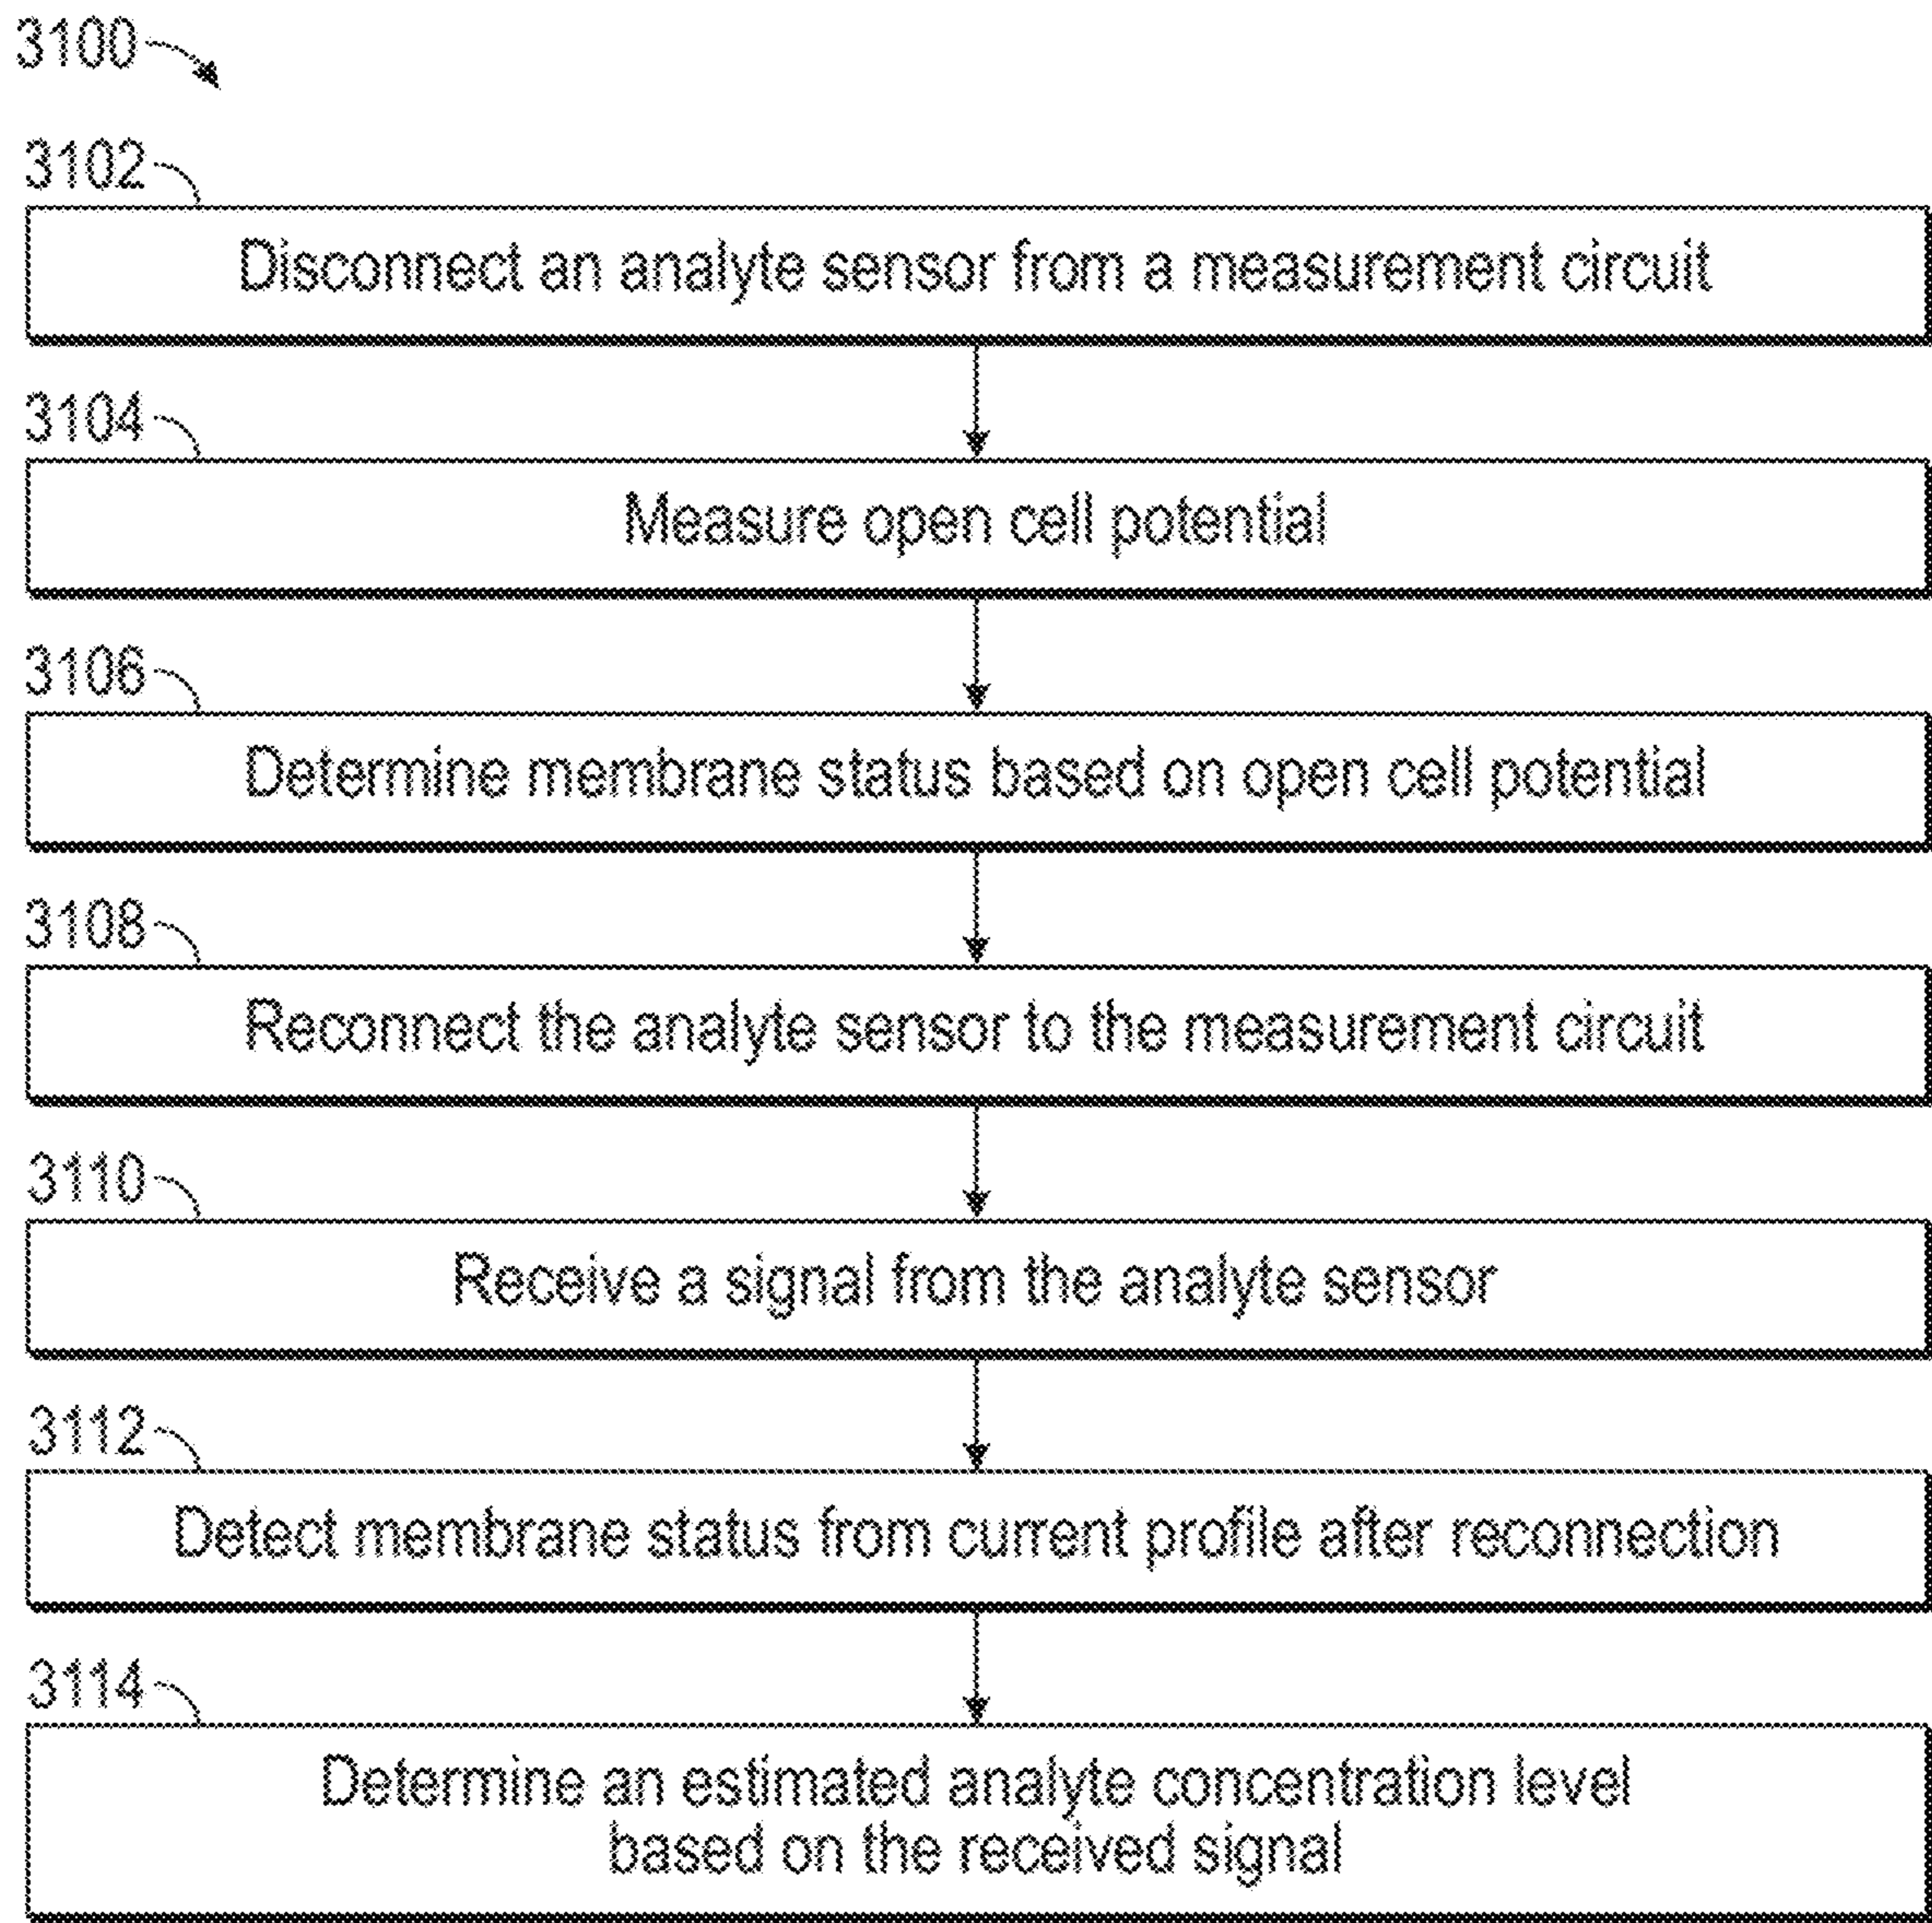 3100
3102
Disconnect an analyte sensor from a measurement circuit
3104
Measure open cell potential
3106
Determine membrane status based on open cell potential
3108
Reconnect the analyte sensor to the measurement circuit
3110
Receive a signal from the analyte sensor
3112
Detect membrane status from current profile after reconnection
3114
Determine an estimated analyte concentration level
based on the received signal